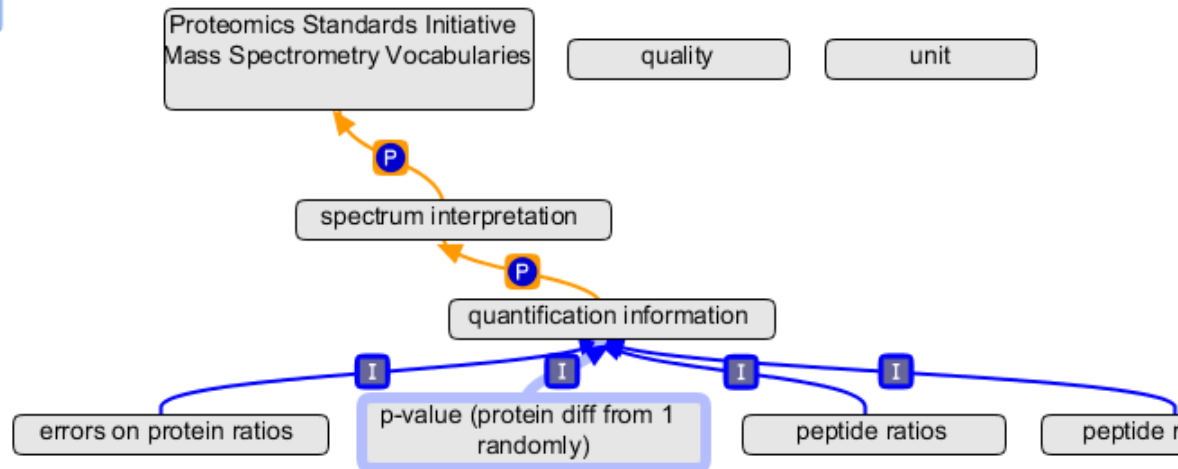 Proteomics Standards Initiative
Mass Spectrometry Vocabularies
quality
unit
P
spectrum interpretation
P
quantification information
I
I
I
I
errors on protein ratios
p-value (protein diff from 1
randomly)
peptide ratios
peptide r